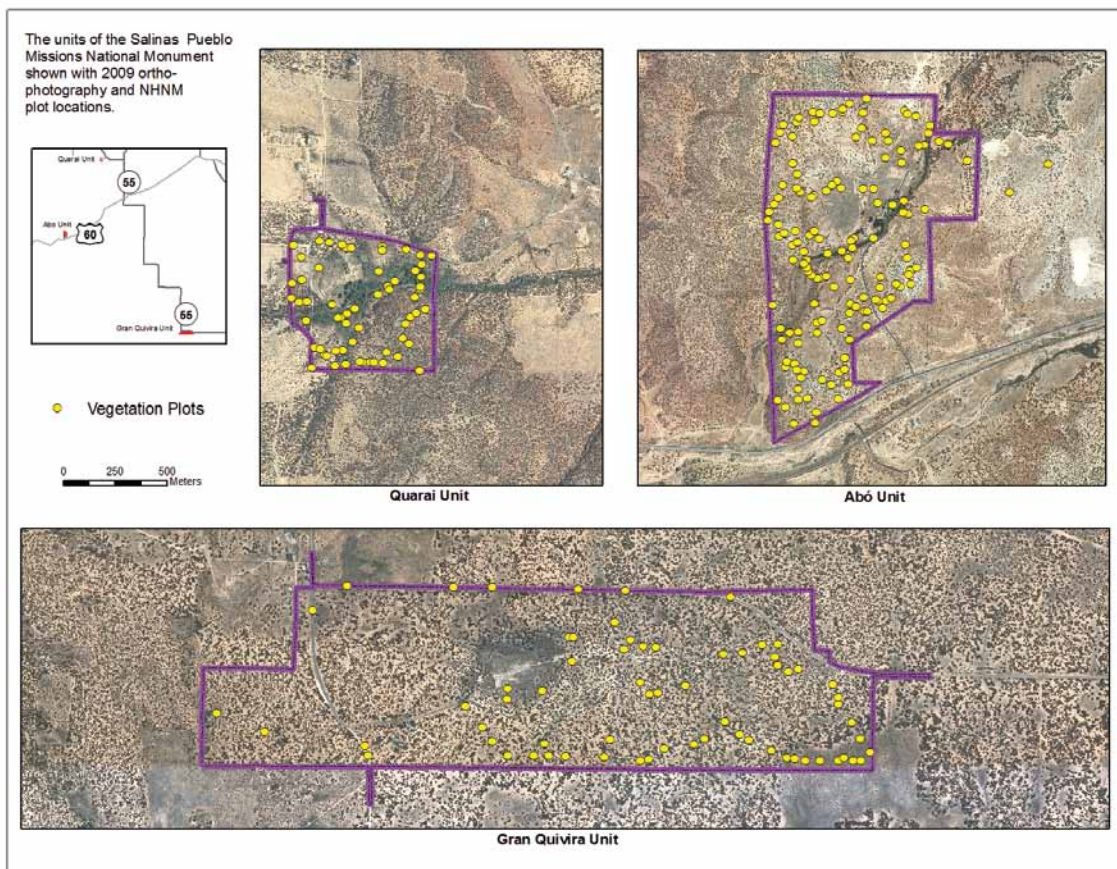 The units of the Salinas Pueblo
Missions National Monument
shown with 2009 ortho-
photography and NHNM
plot locations.
Quarai Unit
55
Abo Unit
60
55
Gran Quivira Unit
Vegetation Plots
0 250 500
Meters
Quarai Unit
Abó Unit
Gran Quivira Unit